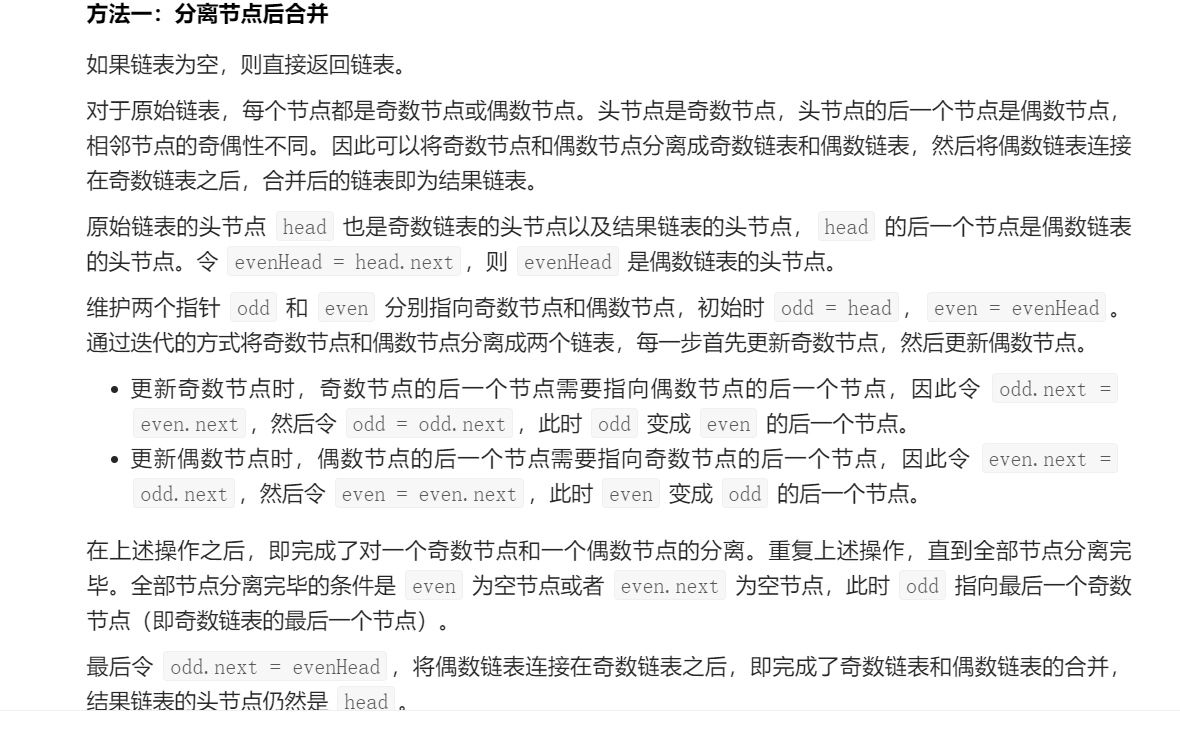 方法一：分离节点后合并
如果链表为空，则直接返回链表。
对于原始链表，每个节点都是奇数节点或偶数节点。头节点是奇数节点，头节点的后一个节点是偶数节点，
相邻节点的奇偶性不同。因此可以将奇数节点和偶数节点分离成奇数链表和偶数链表，然后将偶数链表连接
在奇数链表之后，合并后的链表即为结果链表。
原始链表的头节点 head 也是奇数链表的头节点以及结果链表的头节点， head 的后一个节点是偶数链表
的头节点。令 evenHead = head.next ，则 evenHead 是偶数链表的头节点。
维护两个指针 odd 和 even 分别指向奇数节点和偶数节点，初始时 odd = head ， even = evenHead 。
通过迭代的方式将奇数节点和偶数节点分离成两个链表，每一步首先更新奇数节点，然后更新偶数节点。
• 更新奇数节点时，奇数节点的后一个节点需要指向偶数节点的后一个节点，因此令 odd.next =
even.next ，然后令 odd = odd.next ，此时 odd 变成 even 的后一个节点。
• 更新偶数节点时，偶数节点的后一个节点需要指向奇数节点的后一个节点，因此令 even.next =
odd.next ，然后令 even = even.next ，此时 even 变成 odd 的后一个节点。
在上述操作之后，即完成了对一个奇数节点和一个偶数节点的分离。重复上述操作，直到全部节点分离完
毕。全部节点分离完毕的条件是 even 为空节点或者 even.next 为空节点，此时 odd 指向最后一个奇数
节点（即奇数链表的最后一个节点）。
最后令 odd.next = evenHead ，将偶数链表连接在奇数链表之后，即完成了奇数链表和偶数链表的合并，
结果链表的头节点仍然是 head 。